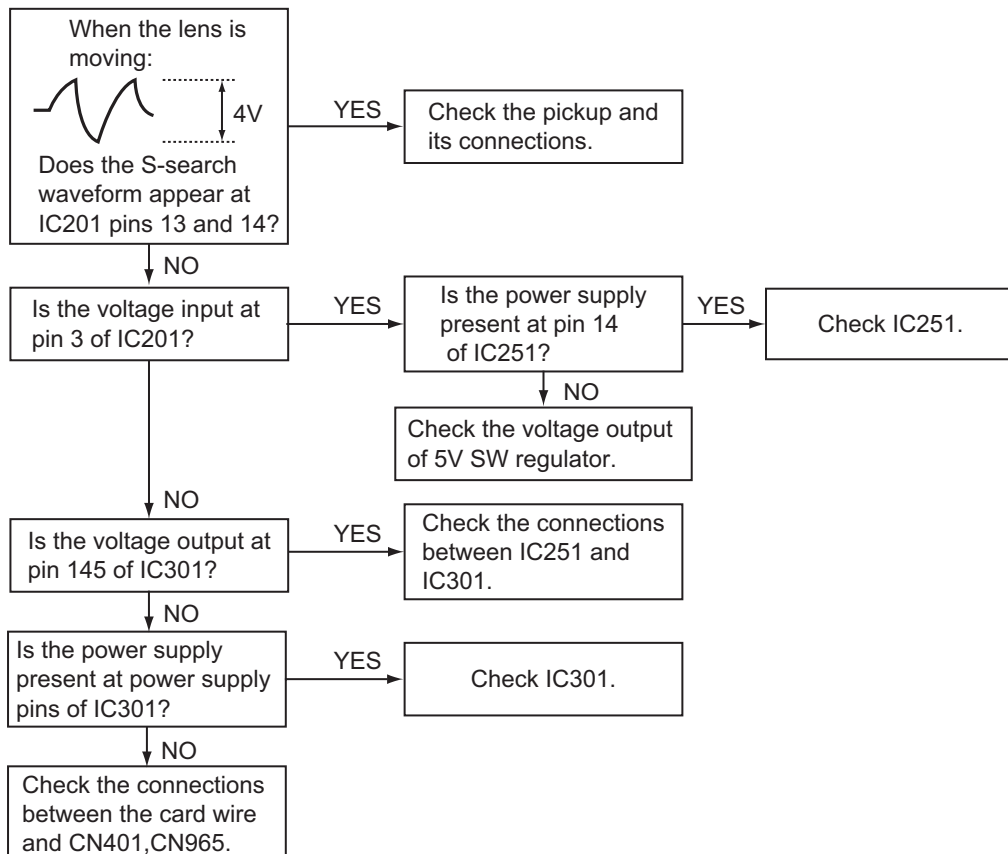 When the lens is
moving:
4V
Does the S-search
waveform appear at
IC201 pins 13 and 14?
YES
Check the pickup and
its connections.
NO
Is the voltage input at
pin 3 of IC201?
YES
Is the power supply
present at pin 14
of IC251?
YES
Check IC251.
NO
Check the voltage output
of 5V SW regulator.
NO
Is the voltage output at
pin 145 of IC301?
YES
Check the connections
between IC251 and
IC301.
NO
Is the power supply
present at power supply
pins of IC301?
YES
Check IC301.
NO
Check the connections
between the card wire
and CN401,CN965.